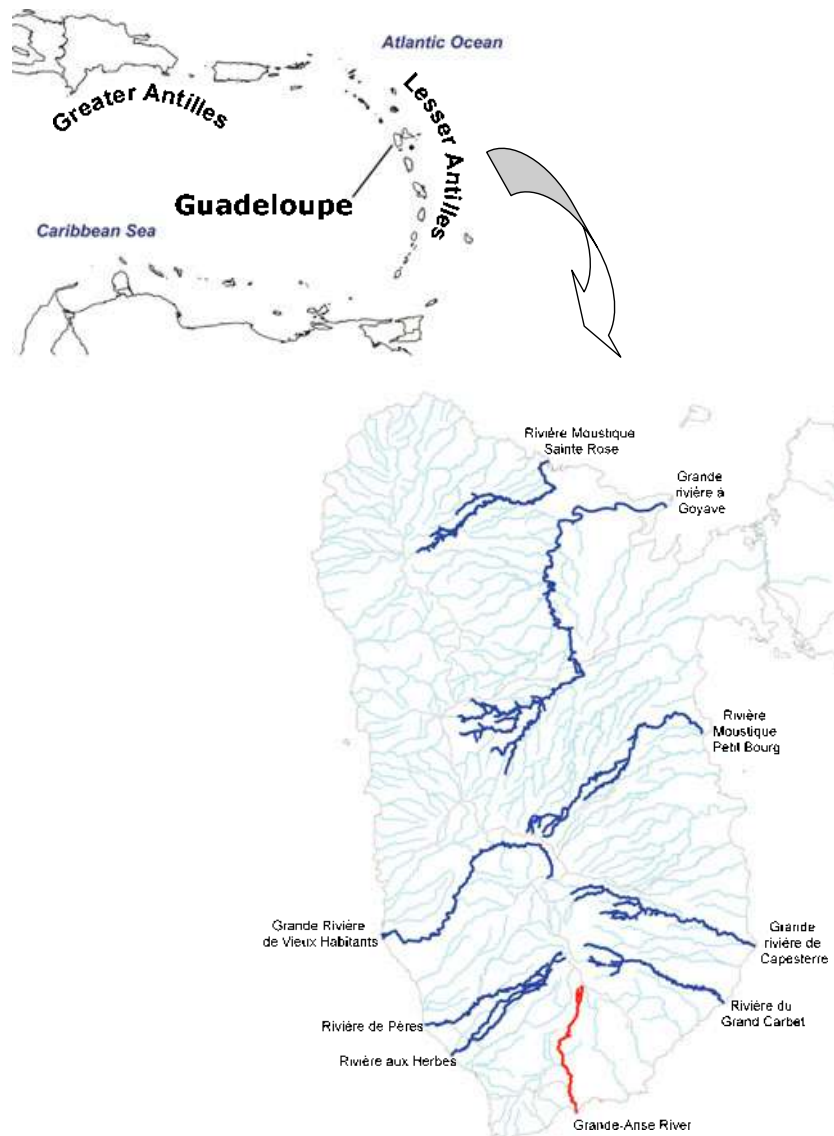 Atlantic Ocean
Greater Antilles
Lesser Antilles
Guadeloupe
Caribbean Sea
Rivière Moustique
Sainte Rose
Grande
rivière à
Goyave
Rivière
Moustique
Petit Bourg
Grande Rivière
de Vieux Habitants
Grande
rivière de
Capesterre
Rivière du
Grand Carbet
Rivière de Pères
Rivière aux Herbes
Grande-Anse River